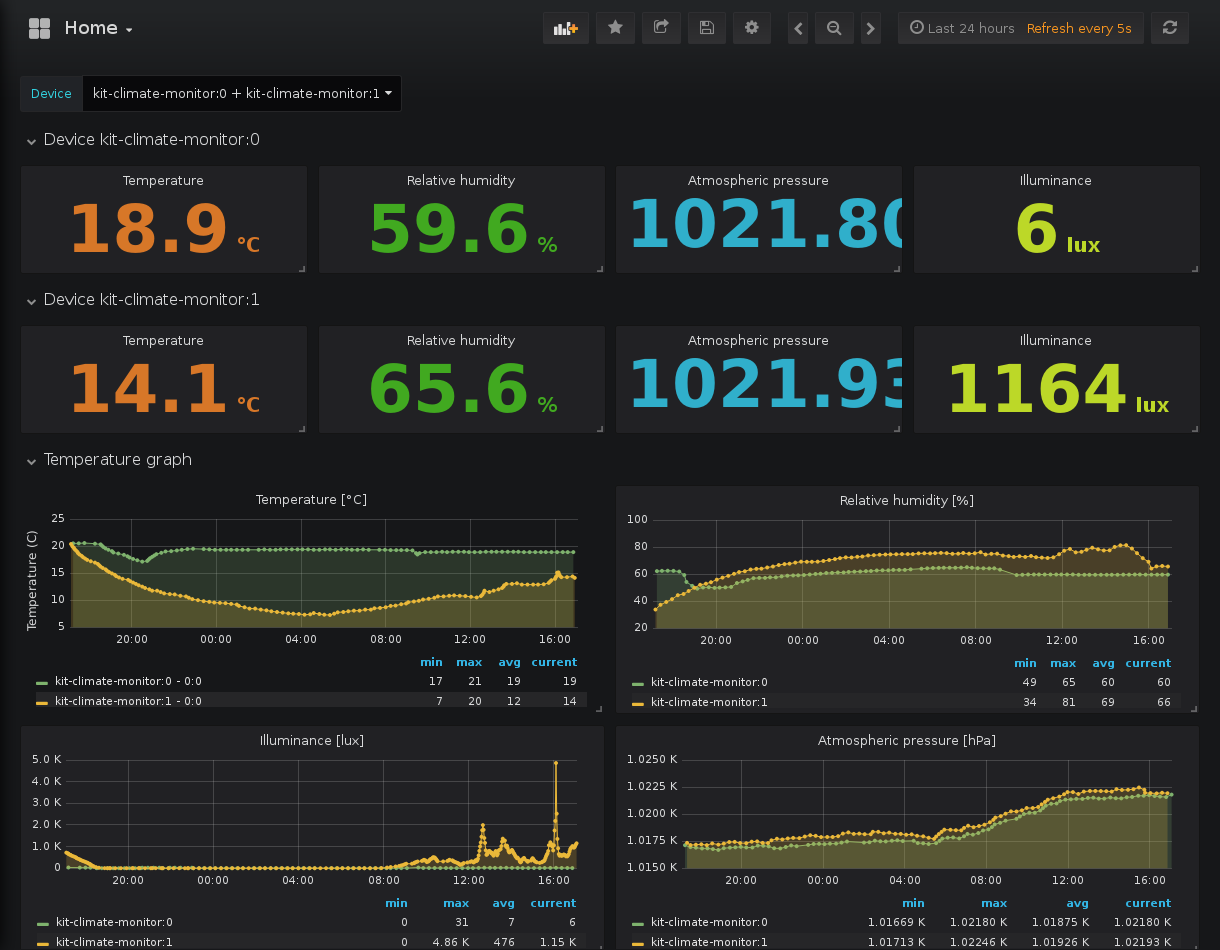 Home
Last 24 hours Refresh every 5s
Device kit-climate-monitor:0 + kit-climate-monitor:1
Device kit-climate-monitor:0
Temperature Relative humidity Atmospheric pressure Illuminance
18.9 °C 59.6 % 1021.80 6 lux
Device kit-climate-monitor:1
Temperature Relative humidity Atmospheric pressure Illuminance
14.1 °C 65.6 % 1021.93 1164 lux
Temperature graph
Temperature [°C]
Temperature (C)
25
20
15
10
5
20:00 00:00 04:00 08:00 12:00 16:00
min max avg current
kit-climate-monitor:0 - 0:0 17 21 19 19
kit-climate-monitor:1 - 0:0 7 20 12 14
Relative humidity [%]
100
80
60
40
20
20:00 00:00 04:00 08:00 12:00 16:00
min max avg current
kit-climate-monitor:0 49 65 60 60
kit-climate-monitor:1 34 81 69 66
Illuminance [lux]
5.0 K
4.0 K
3.0 K
2.0 K
1.0 K
0
20:00 00:00 04:00 08:00 12:00 16:00
min max avg current
kit-climate-monitor:0 0 31 7 6
kit-climate-monitor:1 0 4.86 K 476 1.15 K
Atmospheric pressure [hPa]
1.0250 K
1.0225 K
1.0200 K
1.0175 K
1.0150 K
20:00 00:00 04:00 08:00 12:00 16:00
min max avg current
kit-climate-monitor:0 1.01669 K 1.02180 K 1.01875 K 1.02180 K
kit-climate-monitor:1 1.01713 K 1.02246 K 1.01926 K 1.02193 K